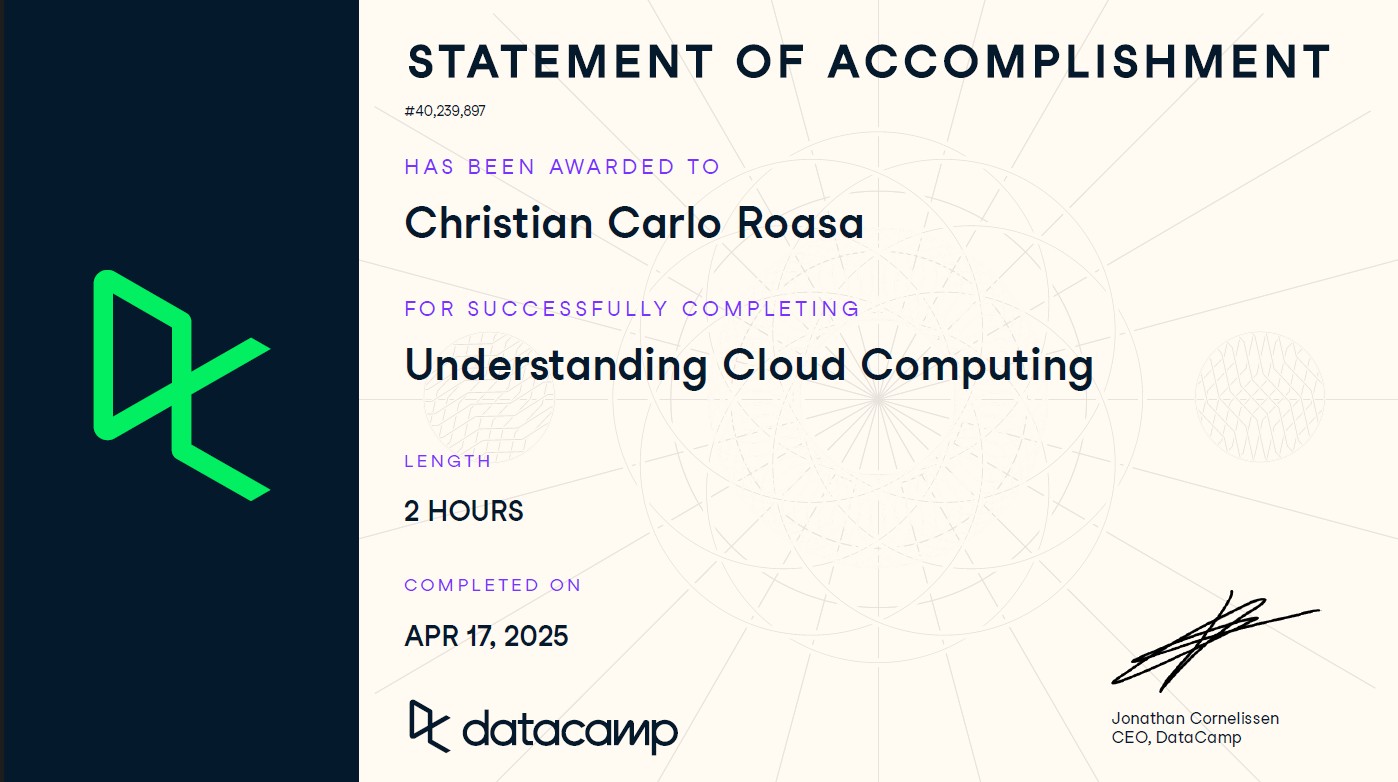 STATEMENT OF ACCOMPLISHMENT
#40,239,897
HAS BEEN AWARDED TO
Christian Carlo Roasa
FOR SUCCESSFULLY COMPLETING
Understanding Cloud Computing
LENGTH
2 HOURS
COMPLETED ON
APR 17, 2025
datacamp
Jonathan Cornelissen
CEO, DataCamp